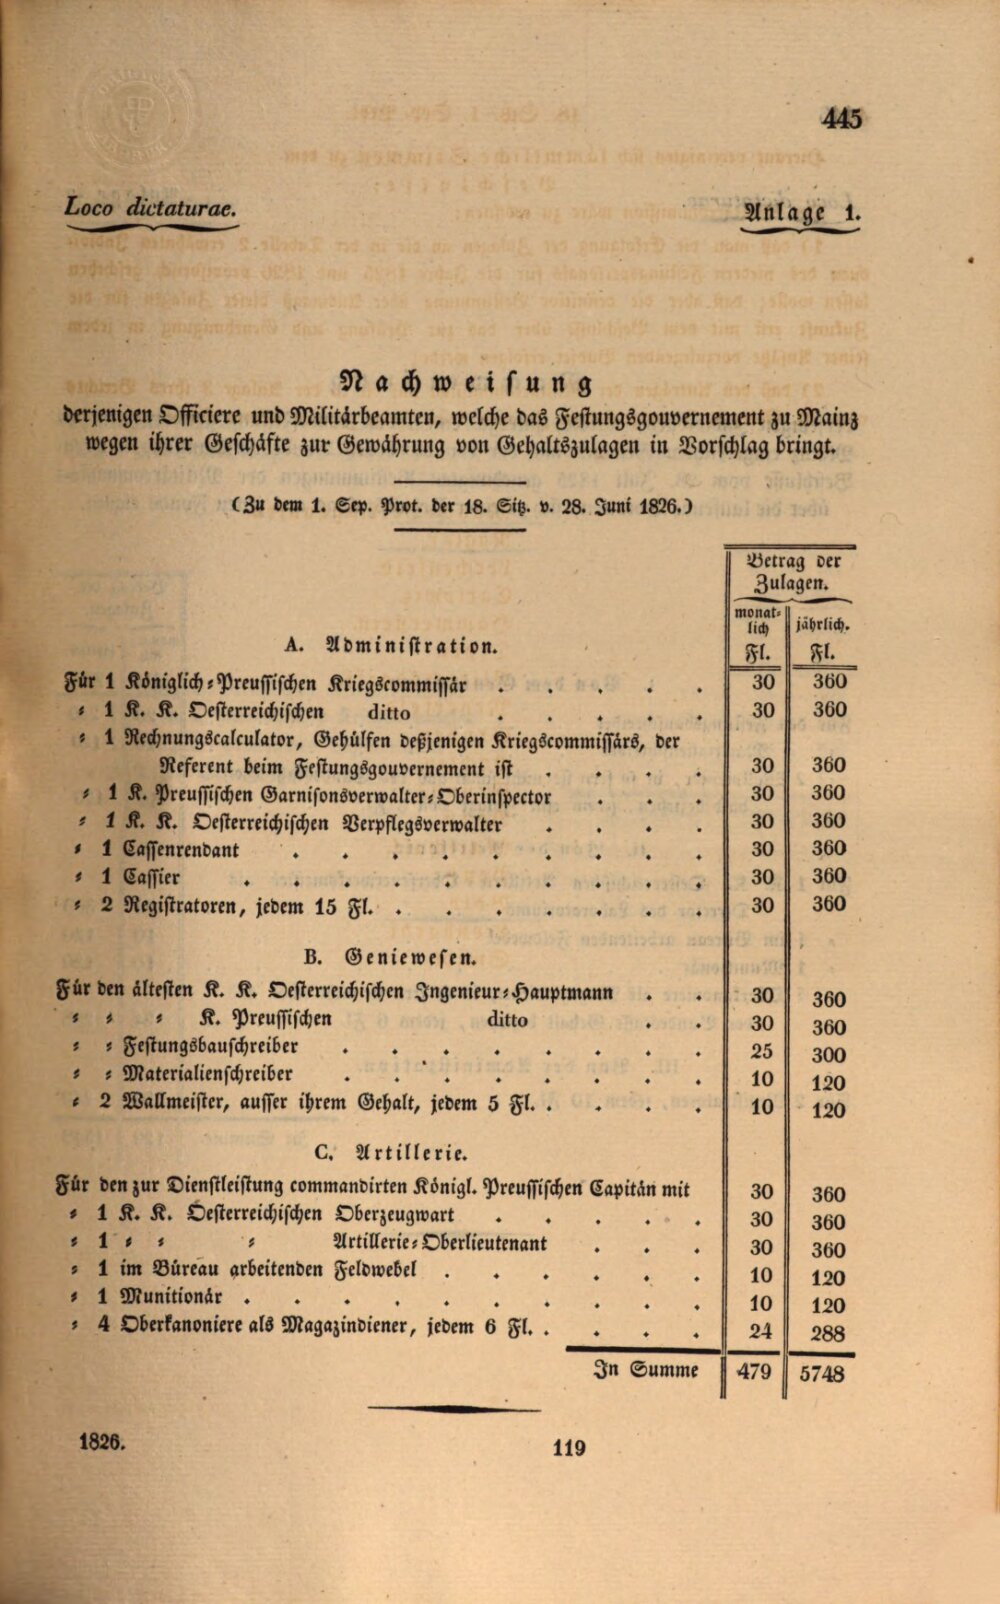 445
Loco dictaturae.
Anlage 1.
Nachweisung
derjenigen Officiere und Militärbeamten, welche das Festungsgouvernement zu Mainz
wegen ihrer Geschäfte zur Gewährung von Gehaltszulagen in Vorschlag bringt.
(Zu dem 1. Sep. Prot. der 18. Sitz. v. 28. Juni 1826.)
Betrag der
Zulagen.
monat-
lich
jährlich.
A. Administration.
Fl. Fl.
Für 1 Königlich-Preussischen Kriegscommissär . . . . . 30 360
" 1 K. K. Oesterreichischen ditto . . . . . 30 360
" 1 Rechnungscalculator, Gehülfen deßjenigen Kriegscommissärs, der
Referent beim Festungsgouvernement ist . . . . 30 360
" 1 K. Preussischen Garnisonsverwalter-Oberinspector . . . 30 360
" 1 K. K. Oesterreichischen Verpflegsverwalter . . . . 30 360
" 1 Cassenrendant . . . . . . . . . 30 360
" 1 Cassier . . . . . . . . . . 30 360
" 2 Registratoren, jedem 15 Fl. . . . . . . . 30 360
B. Geniewesen.
Für den ältesten K. K. Oesterreichischen Ingenieur-Hauptmann . . 30 360
" " " K. Preussischen ditto . . 30 360
" " Festungsbauschreiber . . . . . . . . 25 300
" " Materialienschreiber . . . . . . . . 10 120
" 2 Wallmeister, ausser ihrem Gehalt, jedem 5 Fl. . . . . 10 120
C. Artillerie.
Für den zur Dienstleistung commandirten Königl. Preussischen Capitän mit 30 360
" 1 K. K. Oesterreichischen Oberzeugwart . . . . . 30 360
" 1 " " " Artillerie-Oberlieutenant . . . 30 360
" 1 im Büreau arbeitenden Feldwebel . . . . . . 10 120
" 1 Munitionär . . . . . . . . . . 10 120
" 4 Oberkanoniere als Magazindiener, jedem 6 Fl. . . . . 24 288
In Summe 479 5748
1826.
119